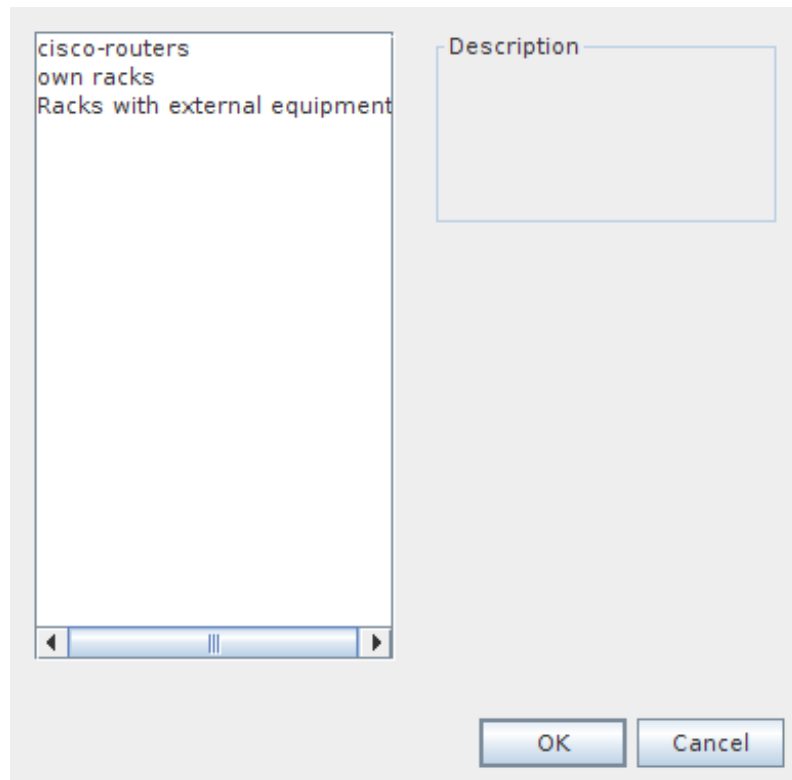 cisco-routers
own racks
Racks with external equipment
Description
OK
Cancel